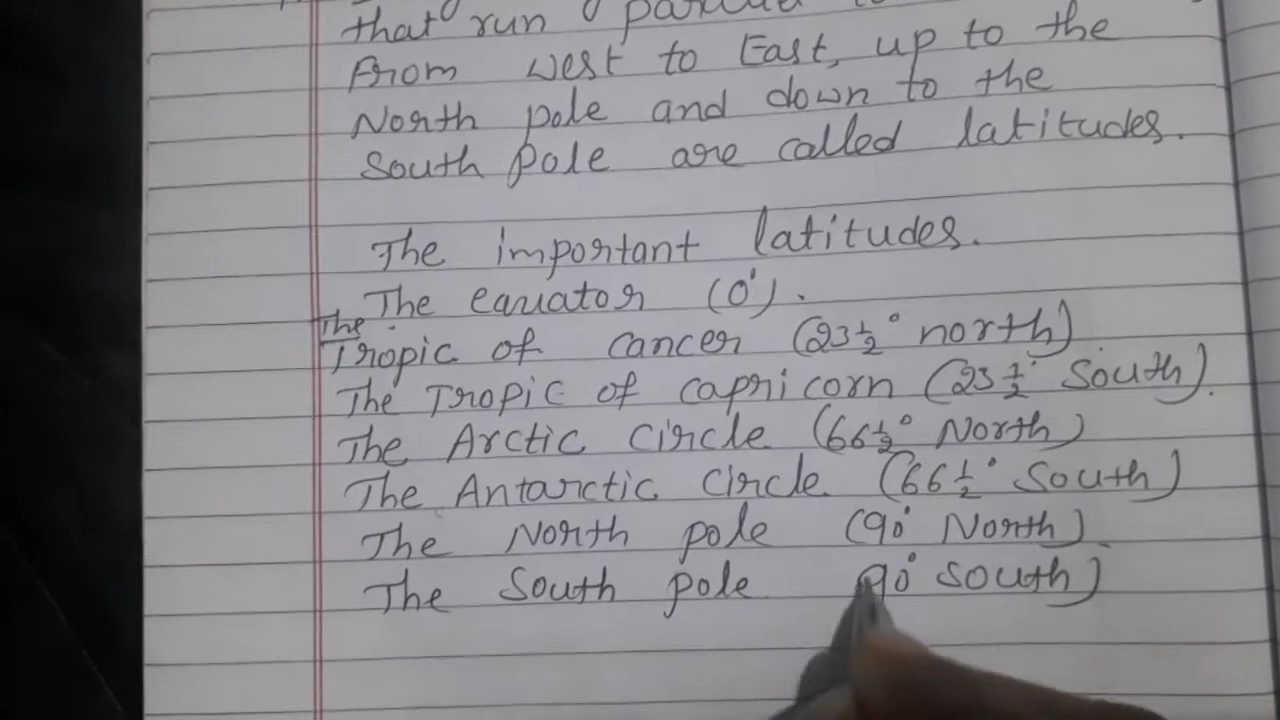 that run
From West to East, up to the
North pole and down to the
South pole are called latitudes.
The important latitudes.
The equator (0°).
The
Tropic of cancer (23½° north)
The Tropic of capricorn (23½° South).
The Arctic circle (66½° North)
The Antarctic circle. (66½° South)
The North pole (90° North)
The South pole 90° South)